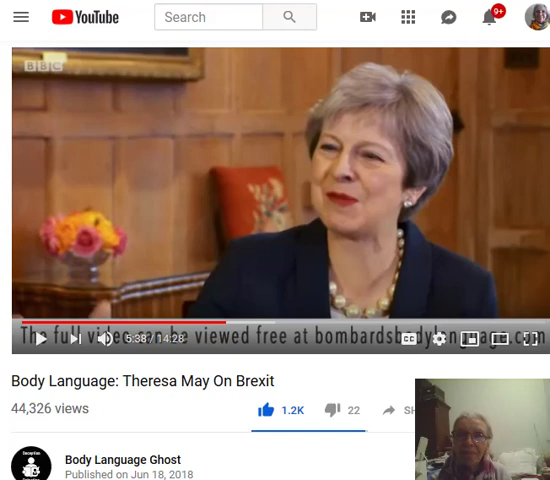 YouTube
Search
9+
BBC
The full video can be viewed free at bombardsbodylanguage.com
5:38 / 14:28
CC
Body Language: Theresa May On Brexit
44,326 views
1.2K
22
SH
Body Language Ghost
Published on Jun 18, 2018